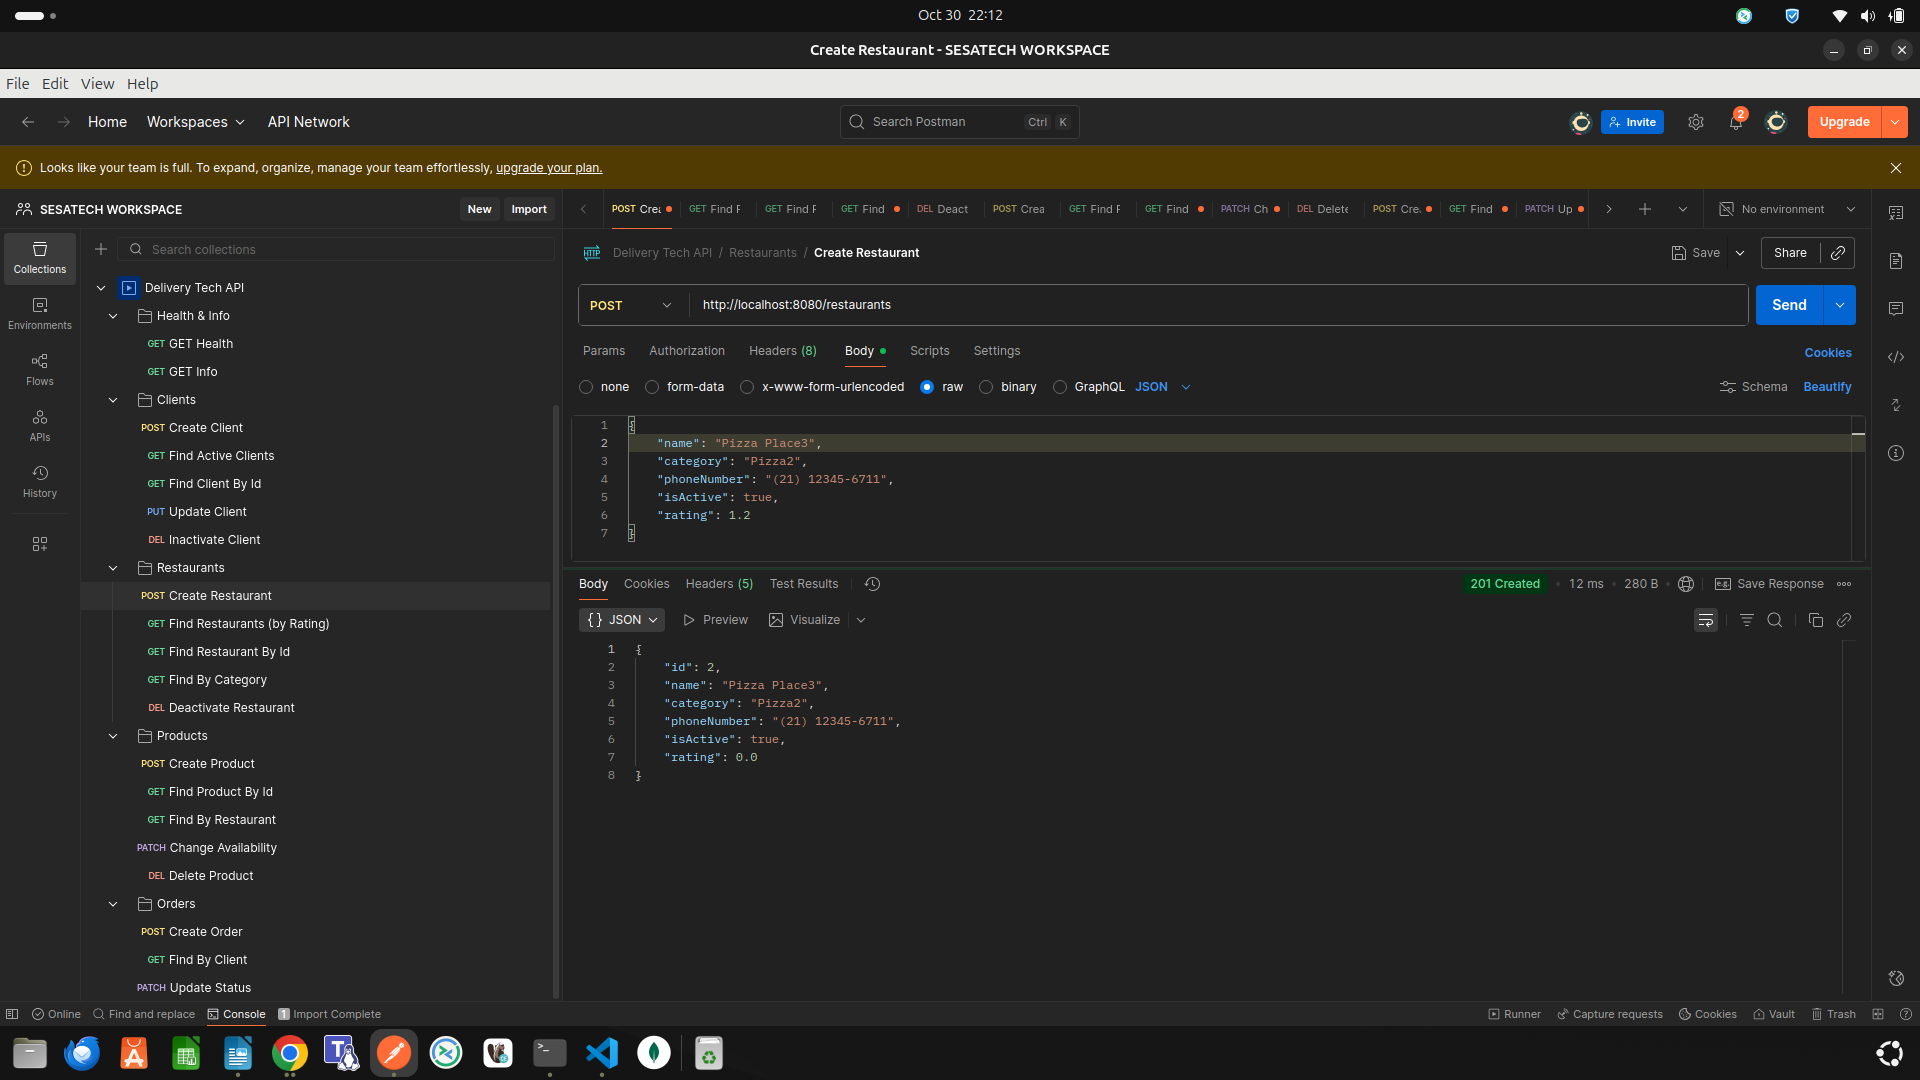 Oct 30 22:12
Create Restaurant - SESATECH WORKSPACE
File Edit View Help
Home Workspaces API Network
Search Postman Ctrl K
Invite
2
Upgrade
Looks like your team is full. To expand, organize, manage your team effortlessly, upgrade your plan.
SESATECH WORKSPACE New Import
POST Cre GET Find F GET Find F GET Find DEL Deact POST Crea GET Find F GET Find PATCH Ch DEL Delete POST Cre. GET Find PATCH Up
No environment
Collections
Environments
Flows
APIs
History
Search collections
Delivery Tech API
Health & Info
GET GET Health
GET GET Info
Clients
POST Create Client
GET Find Active Clients
GET Find Client By Id
PUT Update Client
DEL Inactivate Client
Restaurants
POST Create Restaurant
GET Find Restaurants (by Rating)
GET Find Restaurant By Id
GET Find By Category
DEL Deactivate Restaurant
Products
POST Create Product
GET Find Product By Id
GET Find By Restaurant
PATCH Change Availability
DEL Delete Product
Orders
POST Create Order
GET Find By Client
PATCH Update Status
HTTP Delivery Tech API / Restaurants / Create Restaurant
Save Share
POST http://localhost:8080/restaurants Send
Params Authorization Headers (8) Body Scripts Settings Cookies
none form-data x-www-form-urlencoded raw binary GraphQL JSON Schema Beautify
1 {
2 "name": "Pizza Place3",
3 "category": "Pizza2",
4 "phoneNumber": "(21) 12345-6711",
5 "isActive": true,
6 "rating": 1.2
7 }
Body Cookies Headers (5) Test Results
201 Created • 12 ms • 280 B e.g. Save Response
{} JSON Preview Visualize
1 {
2 "id": 2,
3 "name": "Pizza Place3",
4 "category": "Pizza2",
5 "phoneNumber": "(21) 12345-6711",
6 "isActive": true,
7 "rating": 0.0
8 }
Online Find and replace Console 1 Import Complete
Runner Capture requests Cookies Vault Trash